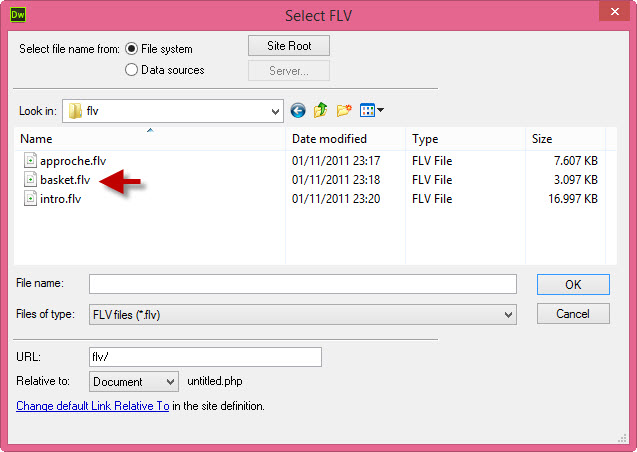 Dw Select FLV
Select file name from: File system Site Root
Data sources Server...
Look in: flv
Name Date modified Type Size
approche.flv 01/11/2011 23:17 FLV File 7.607 KB
basket.flv 01/11/2011 23:18 FLV File 3.097 KB
intro.flv 01/11/2011 23:20 FLV File 16.997 KB
File name: OK
Files of type: FLV files (*.flv) Cancel
URL: flv/
Relative to: Document untitled.php
Change default Link Relative To in the site definition.